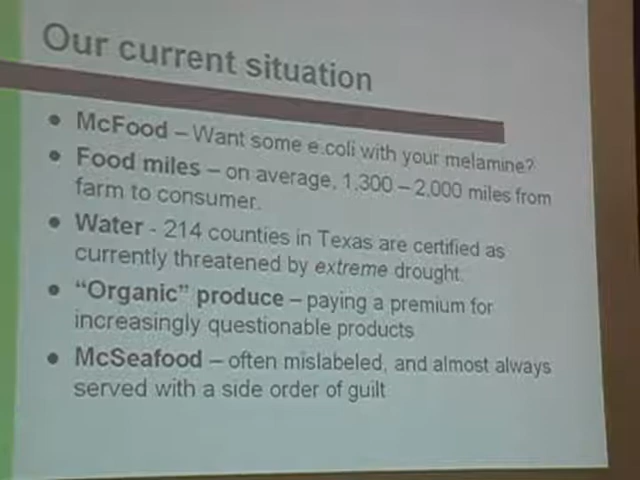 Our current situation
• McFood – Want some e.coli with your melamine?
• Food miles – on average, 1,300 – 2,000 miles from
farm to consumer.
• Water - 214 counties in Texas are certified as
currently threatened by extreme drought.
• “Organic” produce – paying a premium for
increasingly questionable products
• McSeafood – often mislabeled, and almost always
served with a side order of guilt